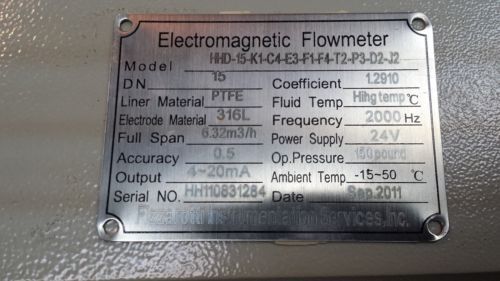 Electromagnetic Flowmeter
Model HHD-15-K1-C4-E3-F1-F4-T2-P3-D2-J2
DN 15 Coefficient 1.2910
Liner Material PTFE Fluid Temp Hihg temp °C
Electrode Material 316L Frequency 2000 Hz
Full Span 6.32m3/h Power Supply 24V
Accuracy 0.5 Op.Pressure 150pound
Output 4~20mA Ambient Temp -15~50 °C
Serial NO. HH110831284 Date Sep.2011
Instrumentation Services,Inc.